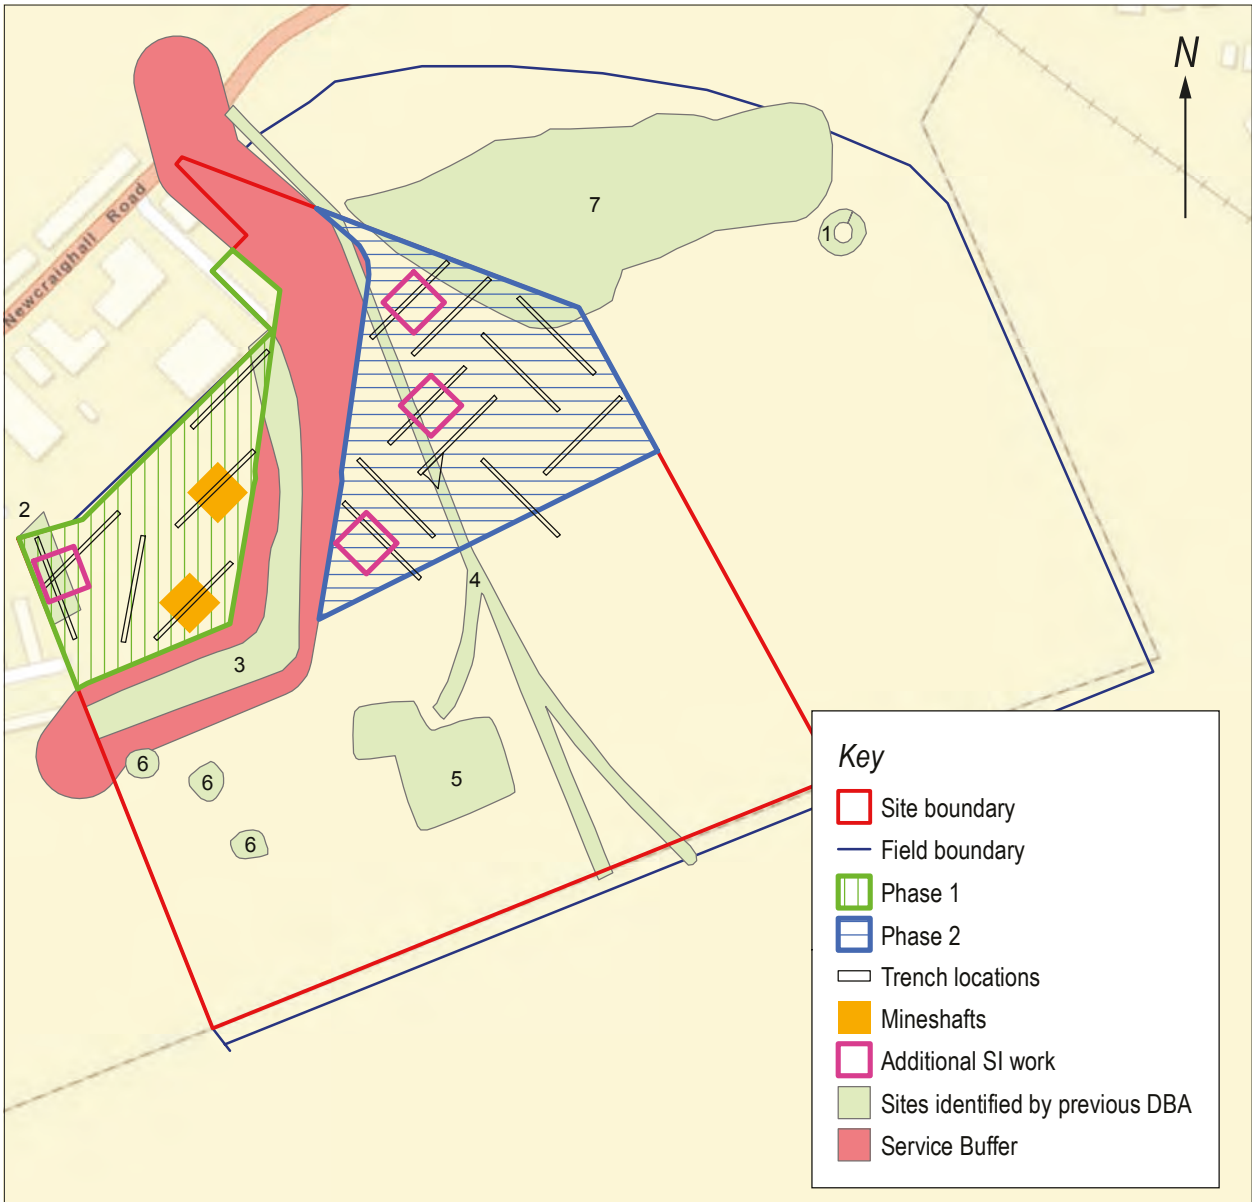 N
Newcraighall Road
7
1
2
4
3
6
6
5
6
Key
Site boundary
Field boundary
Phase 1
Phase 2
Trench locations
Mineshafts
Additional SI work
Sites identified by previous DBA
Service Buffer